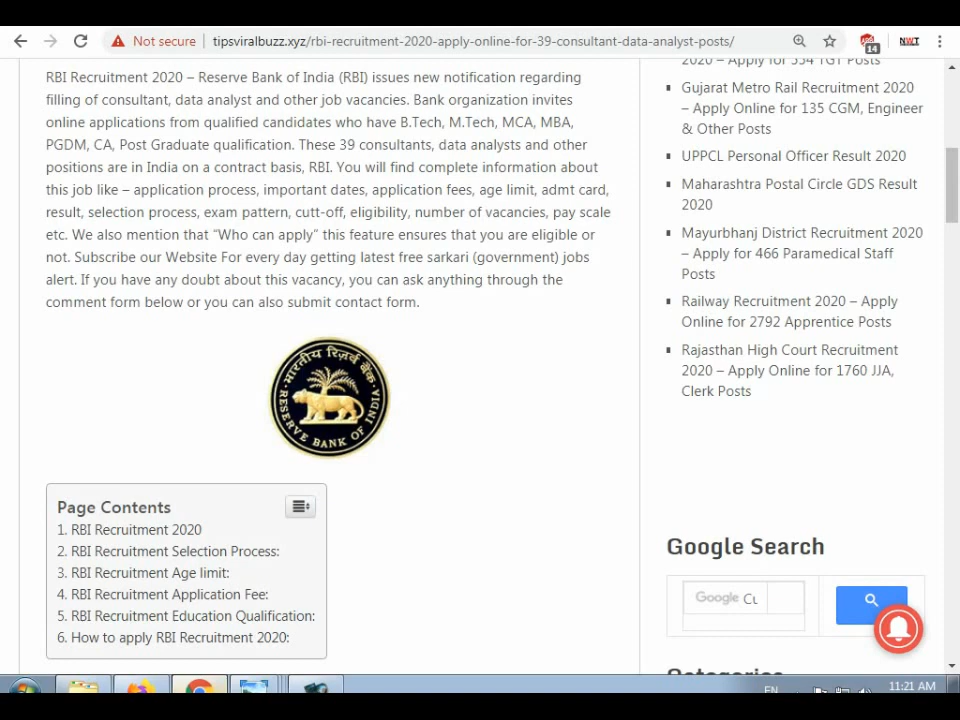 Not secure
tipsviralbuzz.xyz/rbi-recruitment-2020-apply-online-for-39-consultant-data-analyst-posts/
14
NWT
RBI Recruitment 2020 – Reserve Bank of India (RBI) issues new notification regarding
filling of consultant, data analyst and other job vacancies. Bank organization invites
online applications from qualified candidates who have B.Tech, M.Tech, MCA, MBA,
PGDM, CA, Post Graduate qualification. These 39 consultants, data analysts and other
positions are in India on a contract basis, RBI. You will find complete information about
this job like – application process, important dates, application fees, age limit, admt card,
result, selection process, exam pattern, cutt-off, eligibility, number of vacancies, pay scale
etc. We also mention that “Who can apply” this feature ensures that you are eligible or
not. Subscribe our Website For every day getting latest free sarkari (government) jobs
alert. If you have any doubt about this vacancy, you can ask anything through the
comment form below or you can also submit contact form.
भारतीय रिज़र्व बैंक
RESERVE BANK OF INDIA
Page Contents
1. RBI Recruitment 2020
2. RBI Recruitment Selection Process:
3. RBI Recruitment Age limit:
4. RBI Recruitment Application Fee:
5. RBI Recruitment Education Qualification:
6. How to apply RBI Recruitment 2020:
2020 – Apply for 554 TGT Posts
Gujarat Metro Rail Recruitment 2020
– Apply Online for 135 CGM, Engineer
& Other Posts
UPPCL Personal Officer Result 2020
Maharashtra Postal Circle GDS Result
2020
Mayurbhanj District Recruitment 2020
– Apply for 466 Paramedical Staff
Posts
Railway Recruitment 2020 – Apply
Online for 2792 Apprentice Posts
Rajasthan High Court Recruitment
2020 – Apply Online for 1760 JJA,
Clerk Posts
Google Search
Google Cu
Categories
EN
11:21 AM